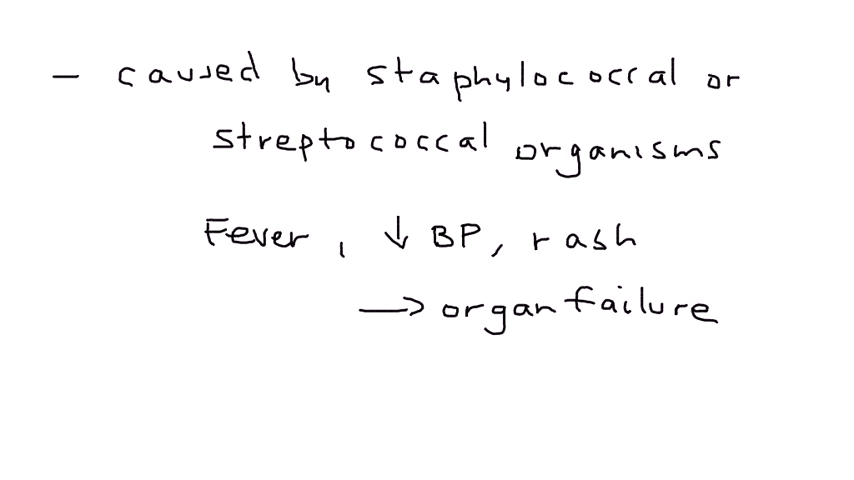 - caused by staphylococcal or
streptococcal organisms
Fever, ↓ BP, rash
→ organ failure